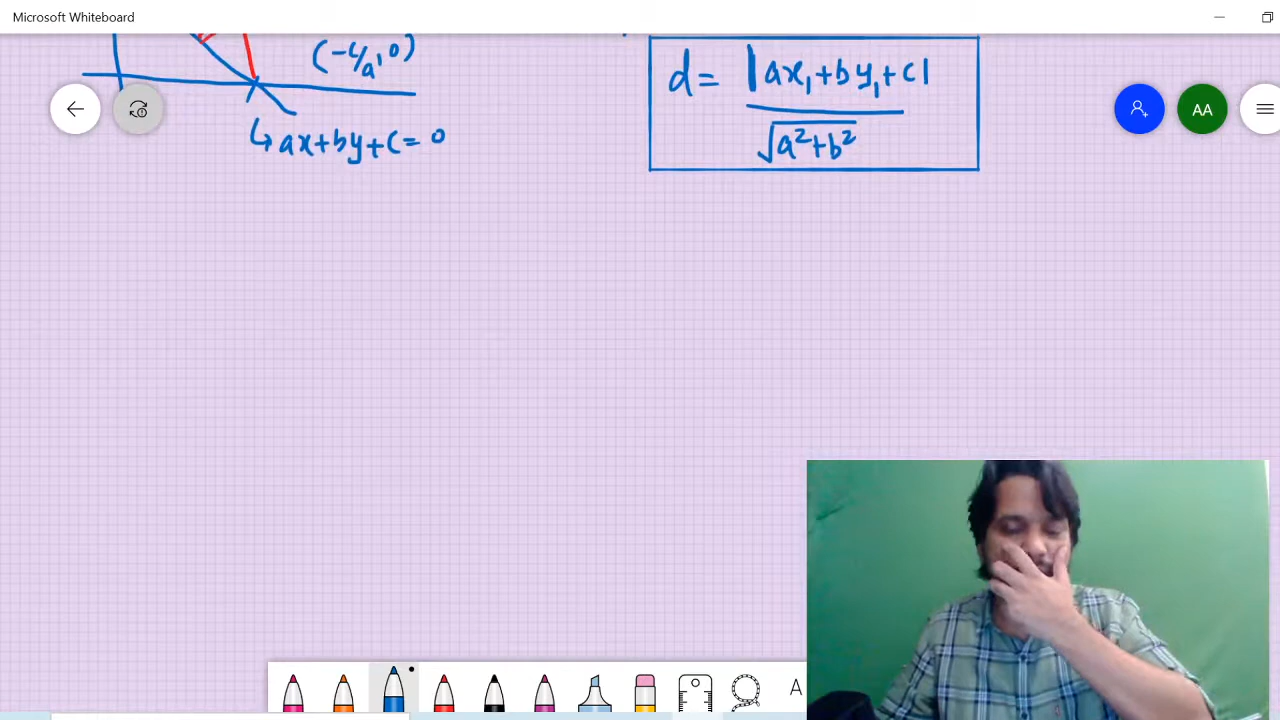 Microsoft Whiteboard
(-c/a, 0)
d = |ax₁+by₁+c|
√a²+b²
↳ ax+by+c=0
AA
A